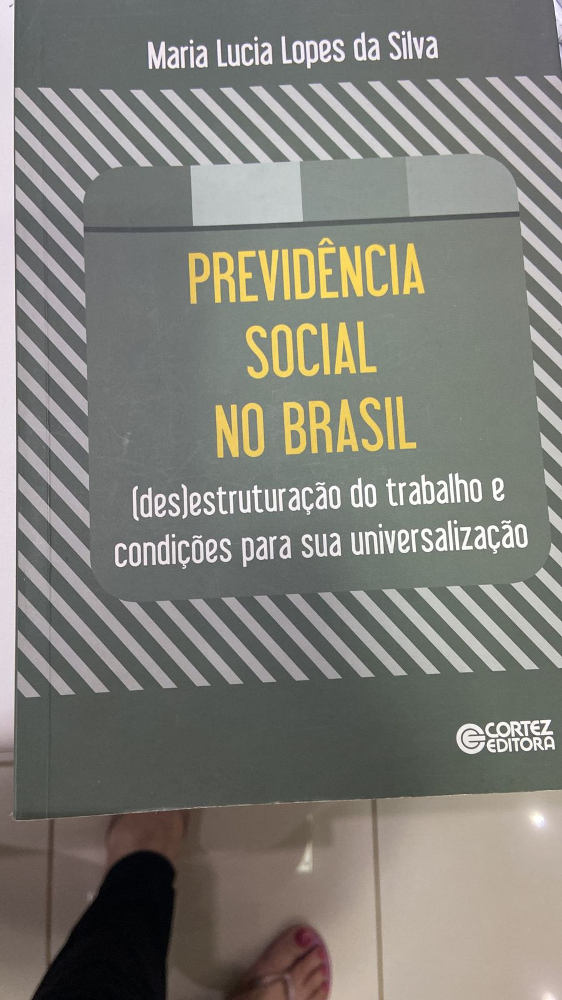 Maria Lucia Lopes da Silva
PREVIDÊNCIA
SOCIAL
NO BRASIL
(des)estruturação do trabalho e
condições para sua universalização
CORTEZ
EDITORA